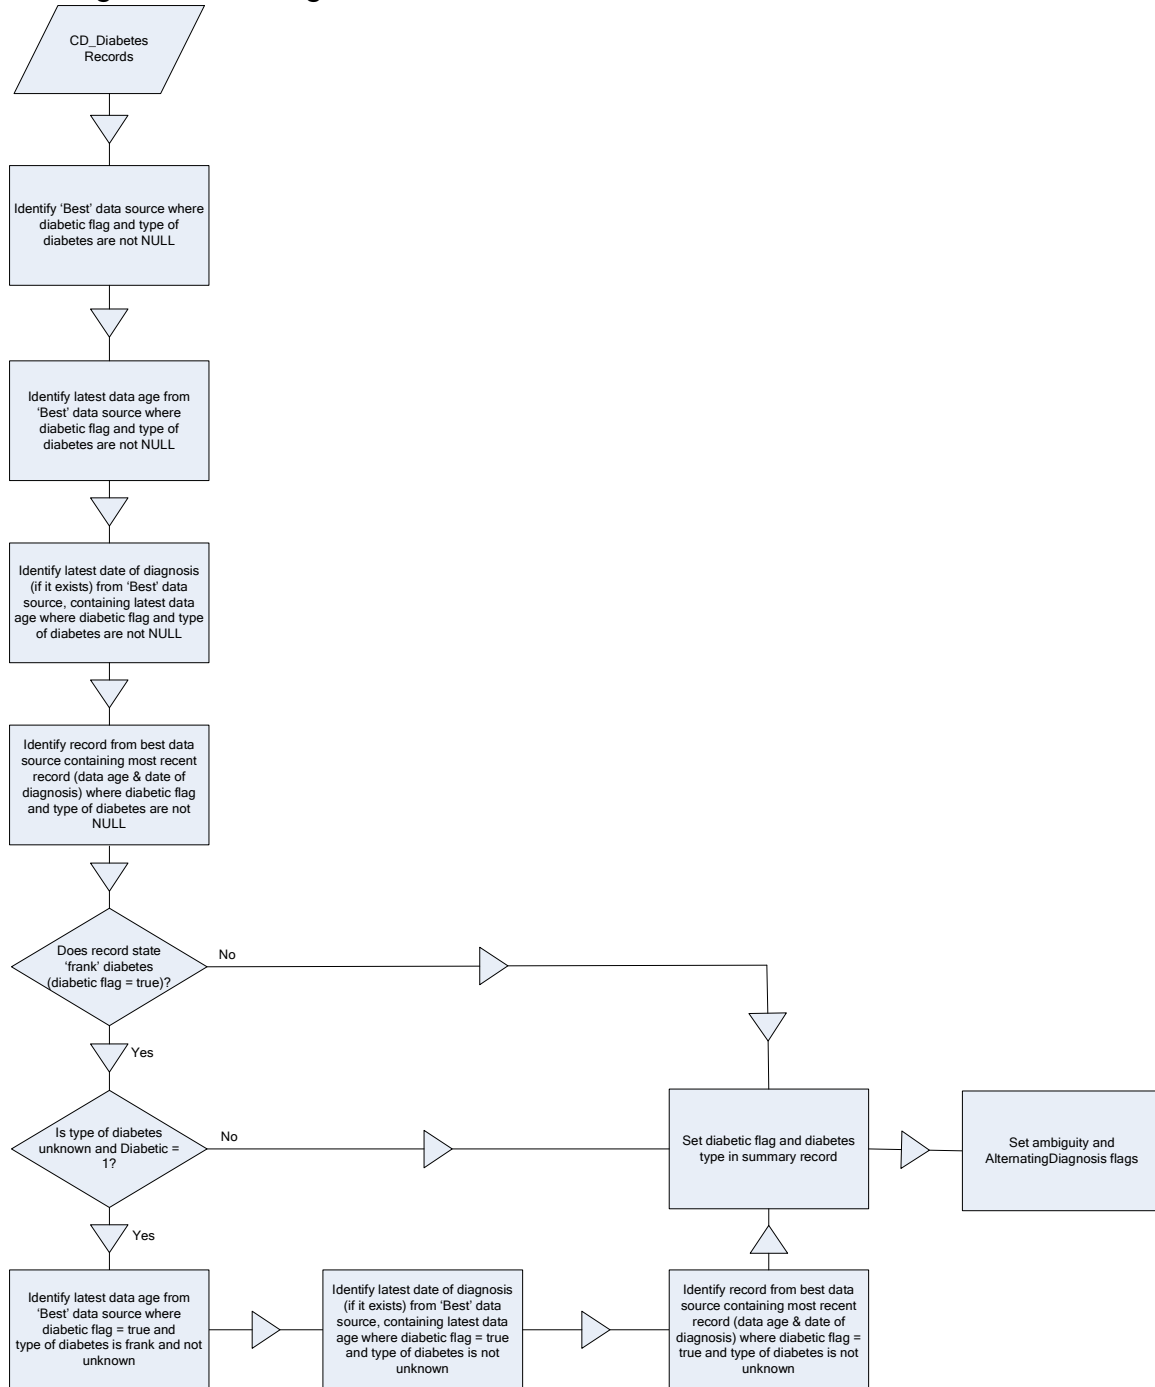 CD_Diabetes
Records
Identify ‘Best’ data source where
diabetic flag and type of
diabetes are not NULL
Identify latest data age from
‘Best’ data source where
diabetic flag and type of
diabetes are not NULL
Identify latest date of diagnosis
(if it exists) from ‘Best’ data
source, containing latest data
age where diabetic flag and type
of diabetes are not NULL
Identify record from best data
source containing most recent
record (data age & date of
diagnosis) where diabetic flag
and type of diabetes are not
NULL
Does record state
‘frank’ diabetes
(diabetic flag = true)?
No
Yes
Is type of diabetes
unknown and Diabetic =
1?
No
Set diabetic flag and diabetes
type in summary record
Set ambiguity and
AlternatingDiagnosis flags
Yes
Identify latest data age from
‘Best’ data source where
diabetic flag = true and
type of diabetes is frank and not
unknown
Identify latest date of diagnosis
(if it exists) from ‘Best’ data
source, containing latest data
age where diabetic flag = true
and type of diabetes is not
unknown
Identify record from best data
source containing most recent
record (data age & date of
diagnosis) where diabetic flag =
true and type of diabetes is not
unknown